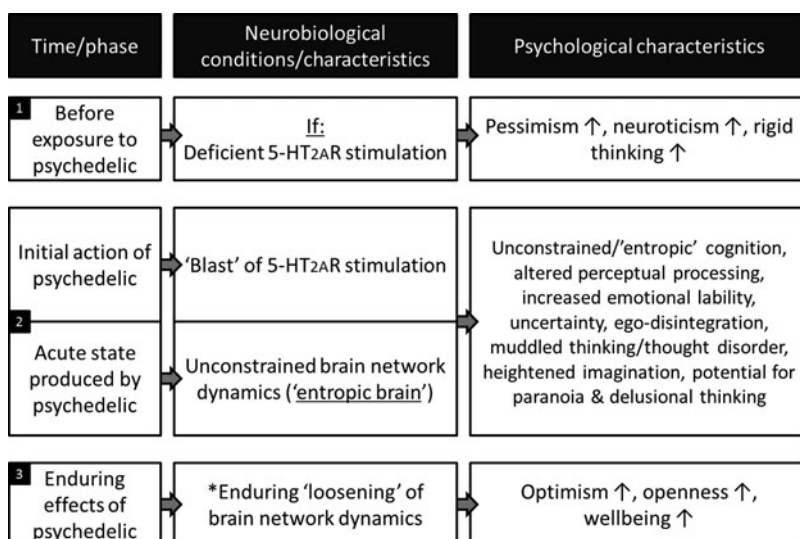 Time/phase
Neurobiological
conditions/characteristics
Psychological characteristics
1
Before
exposure to
psychedelic
If:
Deficient 5-HT2AR stimulation
Pessimism ↑, neuroticism ↑, rigid
thinking ↑
Initial action of
psychedelic
'Blast' of 5-HT2AR stimulation
2
Acute state
produced by
psychedelic
Unconstrained brain network
dynamics ('entropic brain')
Unconstrained/'entropic' cognition,
altered perceptual processing,
increased emotional lability,
uncertainty, ego-disintegration,
muddled thinking/thought disorder,
heightened imagination, potential for
paranoia & delusional thinking
3
Enduring
effects of
psychedelic
*Enduring 'loosening' of
brain network dynamics
Optimism ↑, openness ↑,
wellbeing ↑